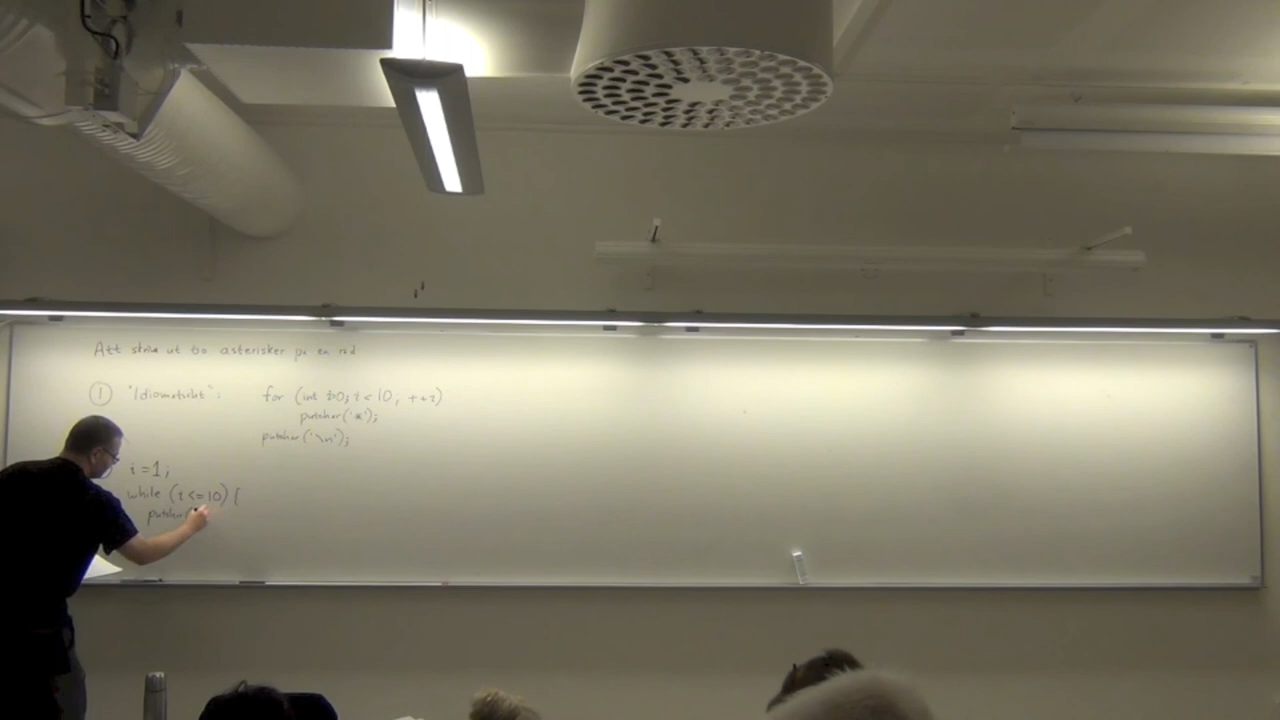 Att skriva ut tio asterisker på en rad
① "Idiomatiskt": for (int i=0; i < 10; ++i)
putchar('*');
putchar('\n');
i = 1;
while (i <= 10) {
putchar(